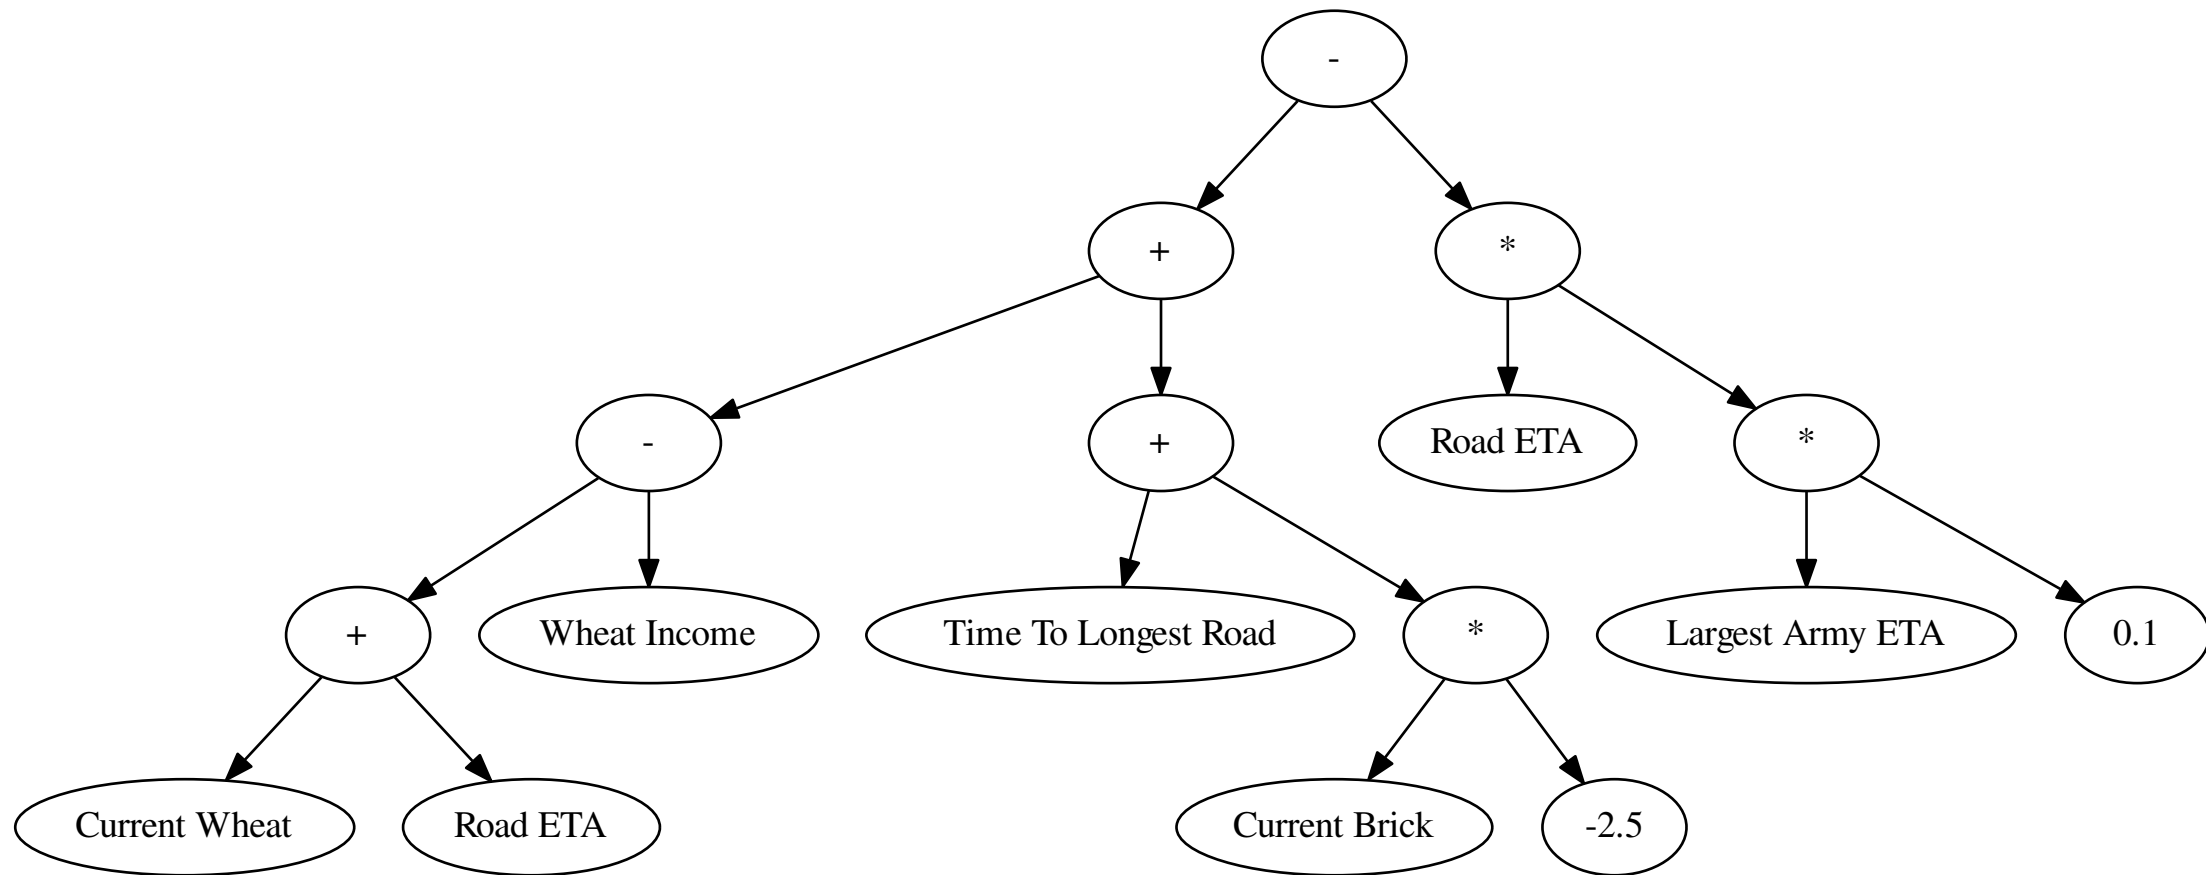 -
+
*
-
+
Road ETA
*
+
Wheat Income
Time To Longest Road
*
Largest Army ETA
0.1
Current Wheat
Road ETA
Current Brick
-2.5